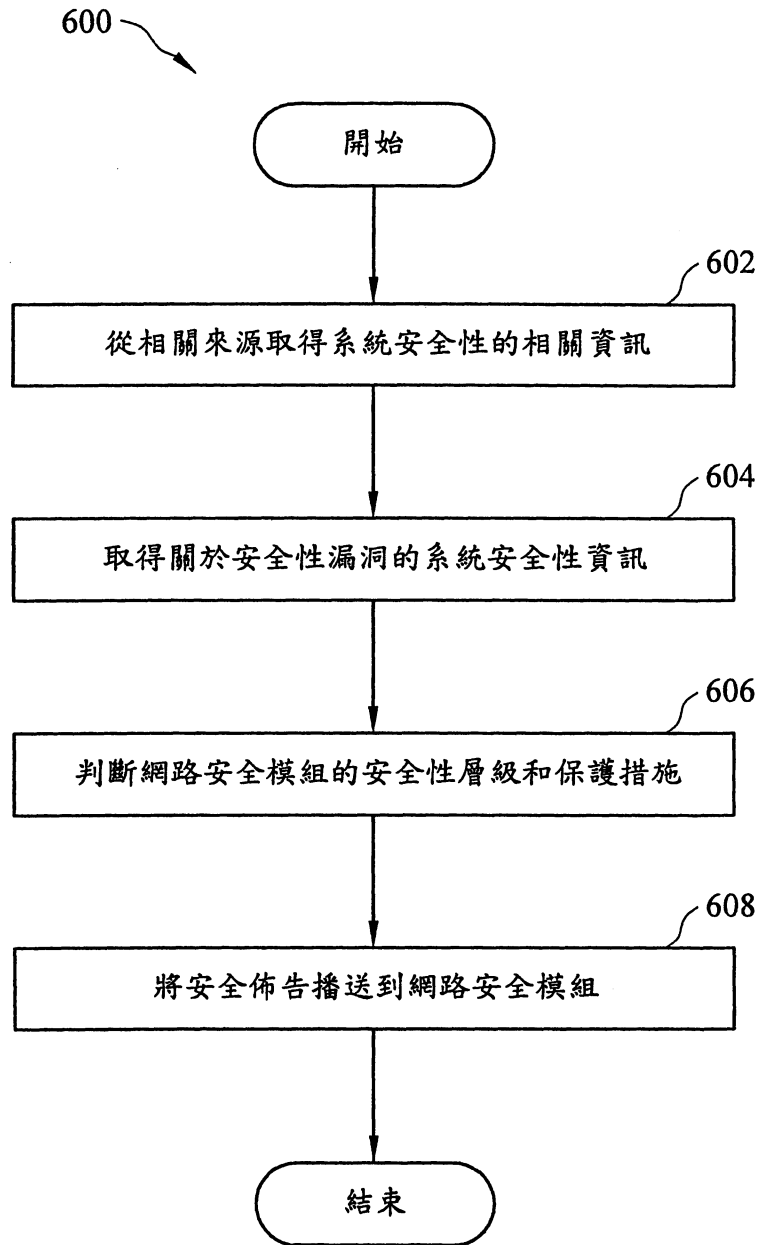 600
開始
602
從相關來源取得系統安全性的相關資訊
604
取得關於安全性漏洞的系統安全性資訊
606
判斷網路安全模組的安全性層級和保護措施
608
將安全佈告播送到網路安全模組
結束